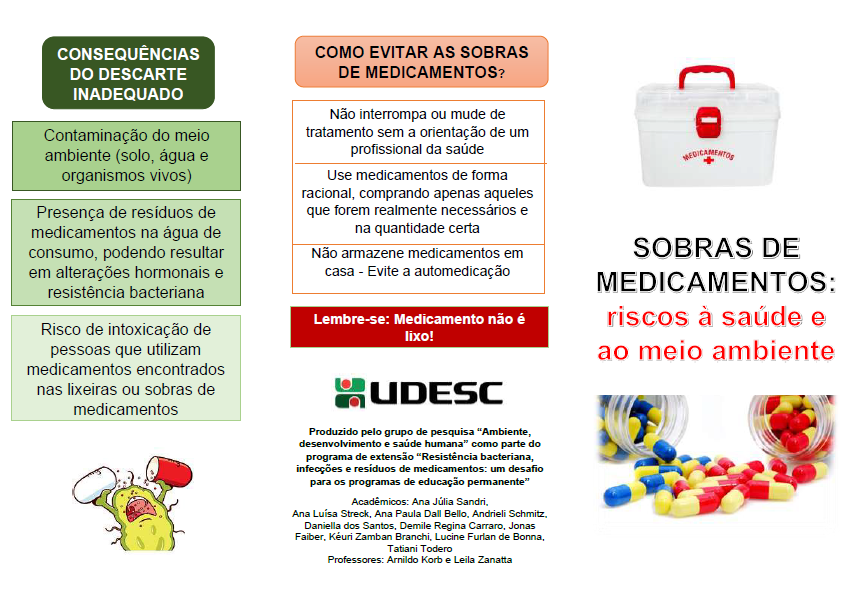 CONSEQUÊNCIAS
DO DESCARTE
INADEQUADO
Contaminação do meio
ambiente (solo, água e
organismos vivos)
Presença de resíduos de
medicamentos na água de
consumo, podendo resultar
em alterações hormonais e
resistência bacteriana
Risco de intoxicação de
pessoas que utilizam
medicamentos encontrados
nas lixeiras ou sobras de
medicamentos
COMO EVITAR AS SOBRAS
DE MEDICAMENTOS?
Não interrompa ou mude de
tratamento sem a orientação de um
profissional da saúde
Use medicamentos de forma
racional, comprando apenas aqueles
que forem realmente necessários e
na quantidade certa
Não armazene medicamentos em
casa - Evite a automedicação
Lembre-se: Medicamento não é
lixo!
UDESC
Produzido pelo grupo de pesquisa “Ambiente,
desenvolvimento e saúde humana” como parte do
programa de extensão “Resistência bacteriana,
infecções e resíduos de medicamentos: um desafio
para os programas de educação permanente”
Acadêmicos: Ana Júlia Sandri,
Ana Luísa Streck, Ana Paula Dall Bello, Andrieli Schmitz,
Daniella dos Santos, Demile Regina Carraro, Jonas
Faiber, Kéuri Zamban Branchi, Lucine Furlan de Bonna,
Tatiani Todero
Professores: Arnildo Korb e Leila Zanatta
MEDICAMENTOS
SOBRAS DE
MEDICAMENTOS:
riscos à saúde e
ao meio ambiente